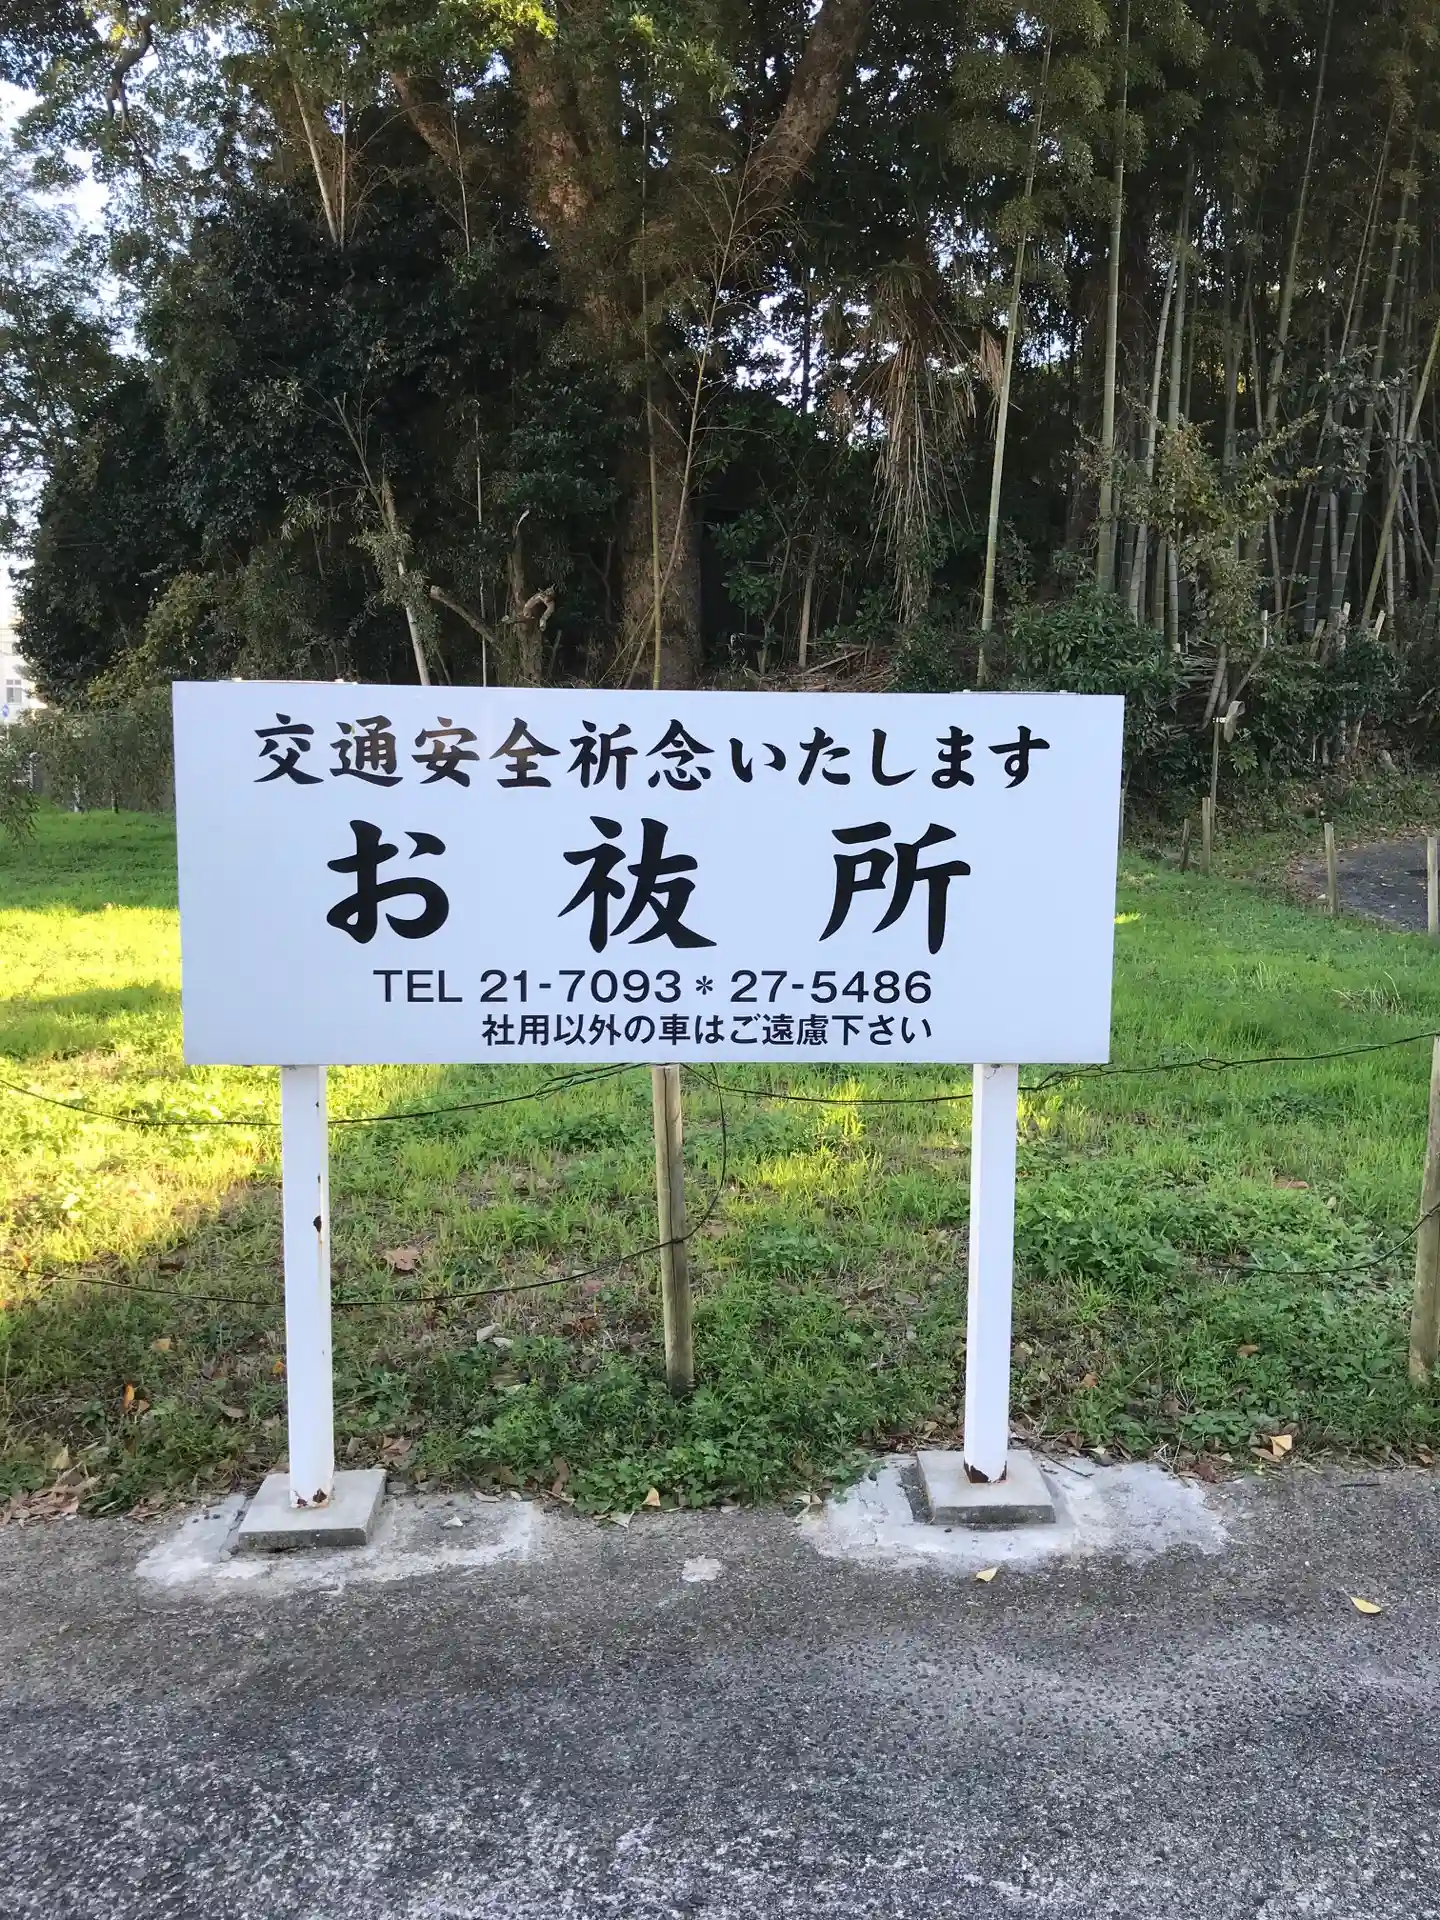 交通安全祈念いたします
お祓所
TEL 21-7093＊27-5486
社用以外の車はご遠慮下さい